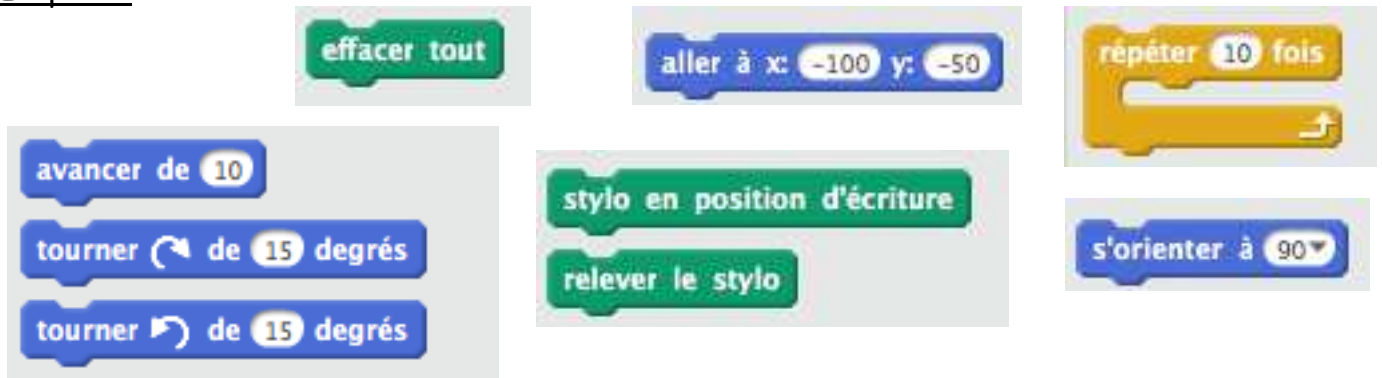 effacer tout
aller à x: -100 y: -50
répéter 10 fois
avancer de 10
tourner de 15 degrés
tourner de 15 degrés
stylo en position d'écriture
relever le stylo
s'orienter à 90